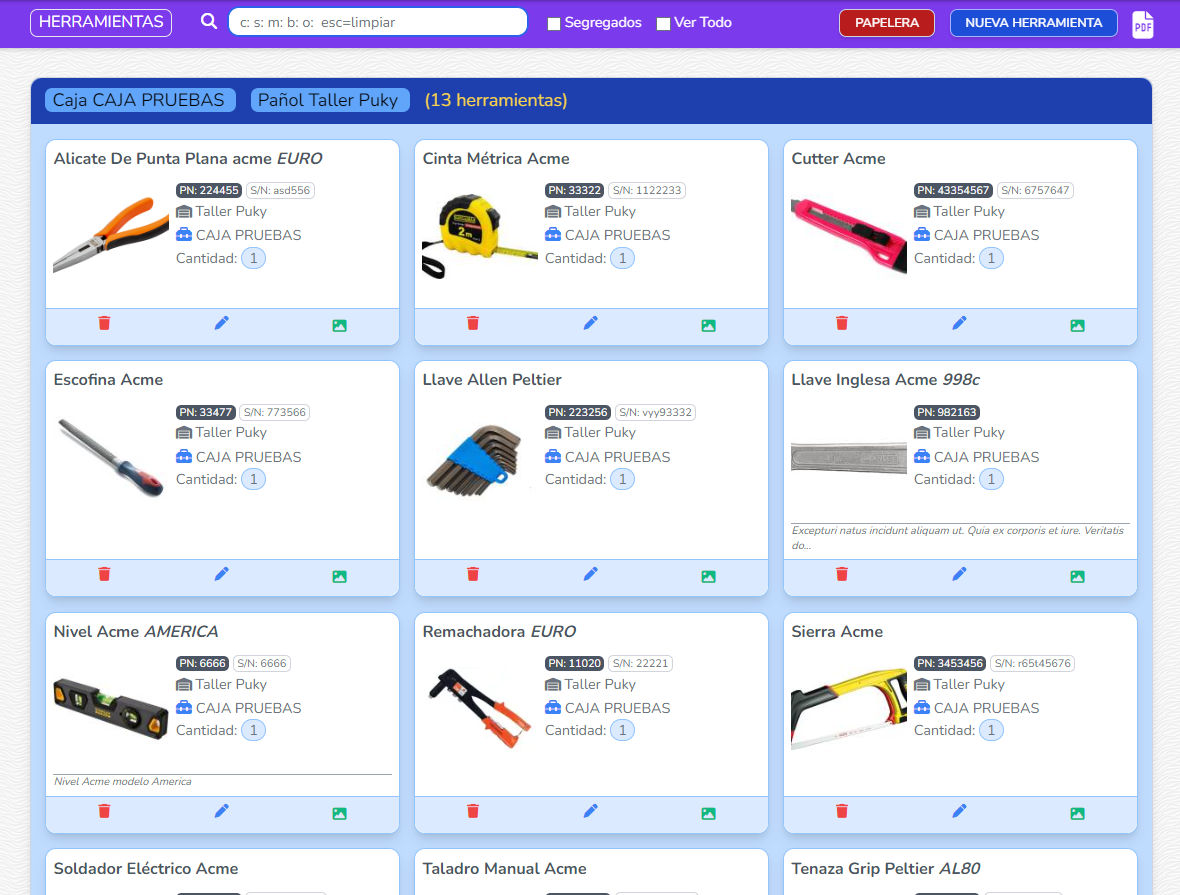 HERRAMIENTAS
c: s: m: b: o: esc=limpiar
Segregados
Ver Todo
PAPELERA
NUEVA HERRAMIENTA
PDF
Caja CAJA PRUEBAS
Pañol Taller Puky
(13 herramientas)
Alicate De Punta Plana acme EURO
PN: 224455
S/N: asd556
Taller Puky
CAJA PRUEBAS
Cantidad: 1
Cinta Métrica Acme
2m
PN: 33322
S/N: 1122233
Taller Puky
CAJA PRUEBAS
Cantidad: 1
Cutter Acme
PN: 43354567
S/N: 6757647
Taller Puky
CAJA PRUEBAS
Cantidad: 1
Escofina Acme
PN: 33477
S/N: 773566
Taller Puky
CAJA PRUEBAS
Cantidad: 1
Llave Allen Peltier
PN: 223256
S/N: vyy93332
Taller Puky
CAJA PRUEBAS
Cantidad: 1
Llave Inglesa Acme 998c
PN: 982163
Taller Puky
CAJA PRUEBAS
Cantidad: 1
Excepturi natus incidunt aliquam ut. Quia ex corporis et iure. Veritatis
do...
Nivel Acme AMERICA
PN: 6666
S/N: 6666
Taller Puky
CAJA PRUEBAS
Cantidad: 1
Nivel Acme modelo America
Remachadora EURO
PN: 11020
S/N: 22221
Taller Puky
CAJA PRUEBAS
Cantidad: 1
Sierra Acme
PN: 3453456
S/N: r65t45676
Taller Puky
CAJA PRUEBAS
Cantidad: 1
Soldador Eléctrico Acme
Taladro Manual Acme
Tenaza Grip Peltier AL80